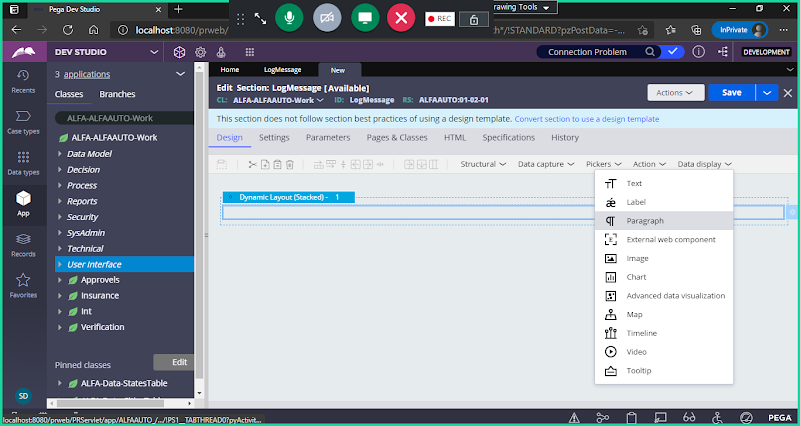 Pega Dev Studio
rawing Tools
InPrivate
localhost:8080/prweb/
REC
h*/!STANDARD?pzPostData=-...
DEV STUDIO
Connection Problem
DEVELOPMENT
3 applications
Classes
Branches
ALFA-ALFAAUTO-Work
ALFA-ALFAAUTO-Work
Data Model
Decision
Process
Reports
Security
SysAdmin
Technical
User Interface
Approvels
Insurance
Int
Verification
Pinned classes
Edit
ALFA-Data-StatesTable
Recents
Case types
Data types
App
Records
Favorites
SD
Home
LogMessage
New
Edit Section: LogMessage [Available]
CL: ALFA-ALFAAUTO-Work ID: LogMessage RS: ALFAAUTO:01-02-01
Actions
Save
This section does not follow section best practices of using a design template. Convert section to use a design template
Design
Settings
Parameters
Pages & Classes
HTML
Specifications
History
Structural
Data capture
Pickers
Action
Data display
Dynamic Layout (Stacked) - 1
Text
Label
Paragraph
External web component
Image
Chart
Advanced data visualization
Map
Timeline
Video
Tooltip
localhost:8080/prweb/PRServlet/app/ALFAAUTO_/.../!PS1__TABTHREAD0?pyActivit...
PEGA